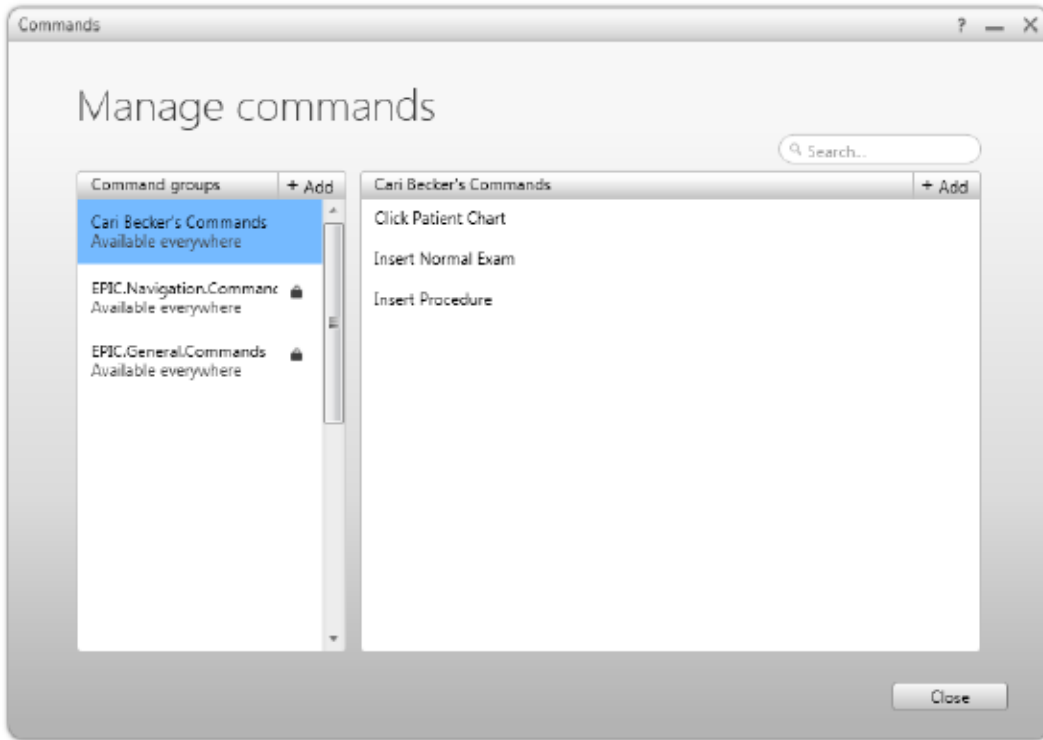 Commands
?
Manage commands
Search...
Command groups
+ Add
Cari Becker's Commands
Available everywhere
EPIC.Navigation.Commanc
Available everywhere
EPIC.General.Commands
Available everywhere
Cari Becker's Commands
+ Add
Click Patient Chart
Insert Normal Exam
Insert Procedure
Close